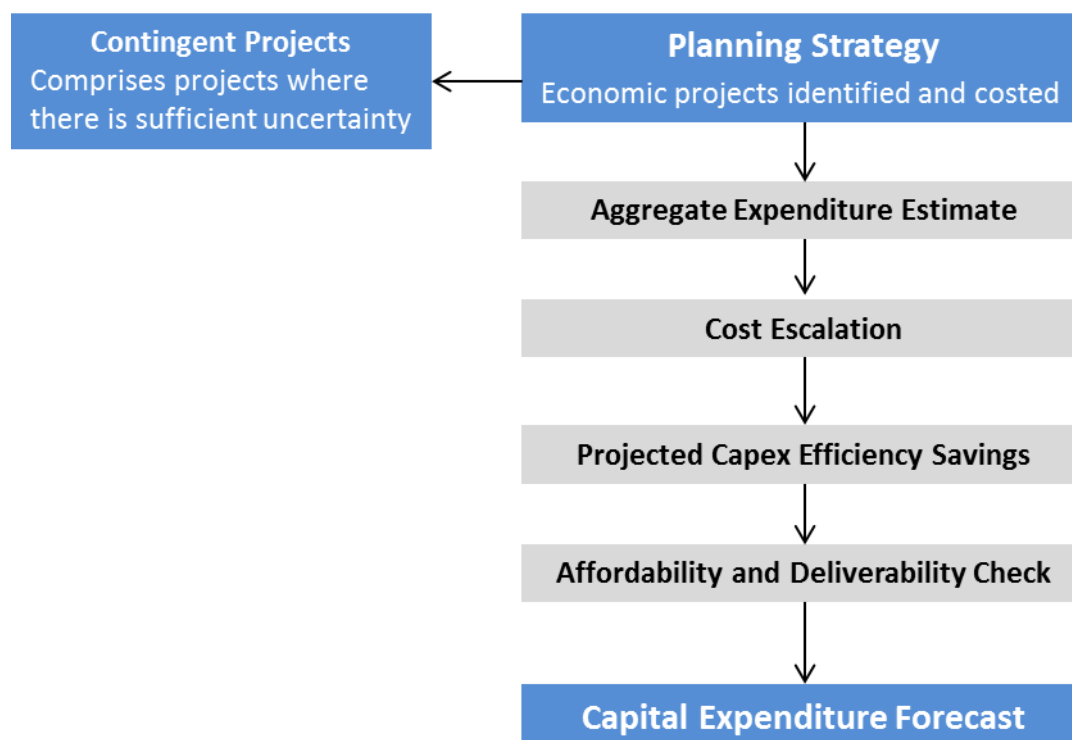 Contingent Projects
Comprises projects where
there is sufficient uncertainty
Planning Strategy
Economic projects identified and costed
Aggregate Expenditure Estimate
Cost Escalation
Projected Capex Efficiency Savings
Affordability and Deliverability Check
Capital Expenditure Forecast